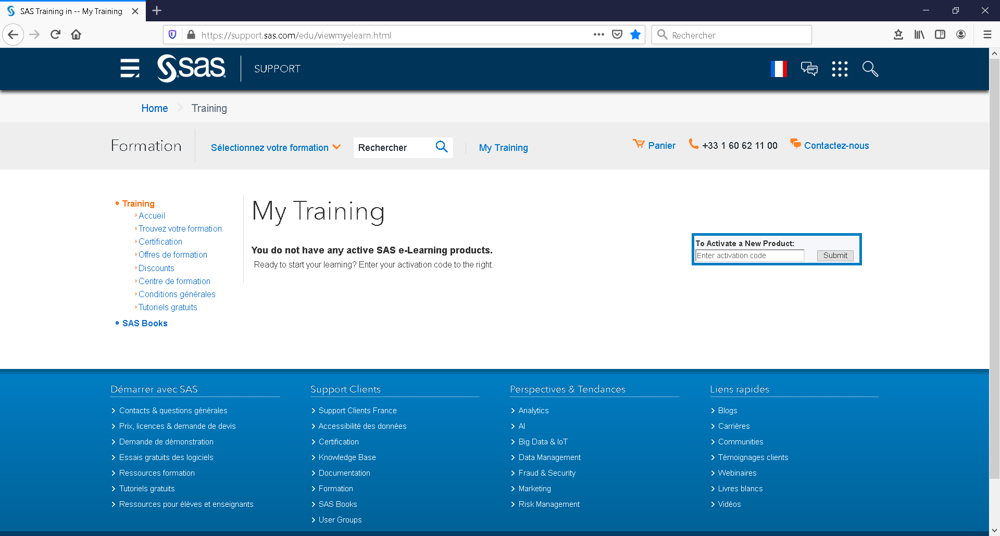 SAS Training in -- My Training
https://support.sas.com/edu/viewmyelearn.html
Rechercher
sas
SUPPORT
Home
Training
Formation
Sélectionnez votre formation
Rechercher
My Training
Panier
+33 1 60 62 11 00
Contactez-nous
Training
Accueil
Trouvez votre formation
Certification
Offres de formation
Discounts
Centre de formation
Conditions générales
Tutoriels gratuits
SAS Books
My Training
You do not have any active SAS e-Learning products.
Ready to start your learning? Enter your activation code to the right.
To Activate a New Product:
Enter activation code
Submit
Démarrer avec SAS
Contacts & questions générales
Prix, licences & demande de devis
Demande de démonstration
Essais gratuits des logiciels
Ressources formation
Tutoriels gratuits
Ressources pour élèves et enseignants
Support Clients
Support Clients France
Accessibilité des données
Certification
Knowledge Base
Documentation
Formation
SAS Books
User Groups
Perspectives & Tendances
Analytics
AI
Big Data & IoT
Data Management
Fraud & Security
Marketing
Risk Management
Liens rapides
Blogs
Carrières
Communities
Témoignages clients
Webinaires
Livres blancs
Vidéos